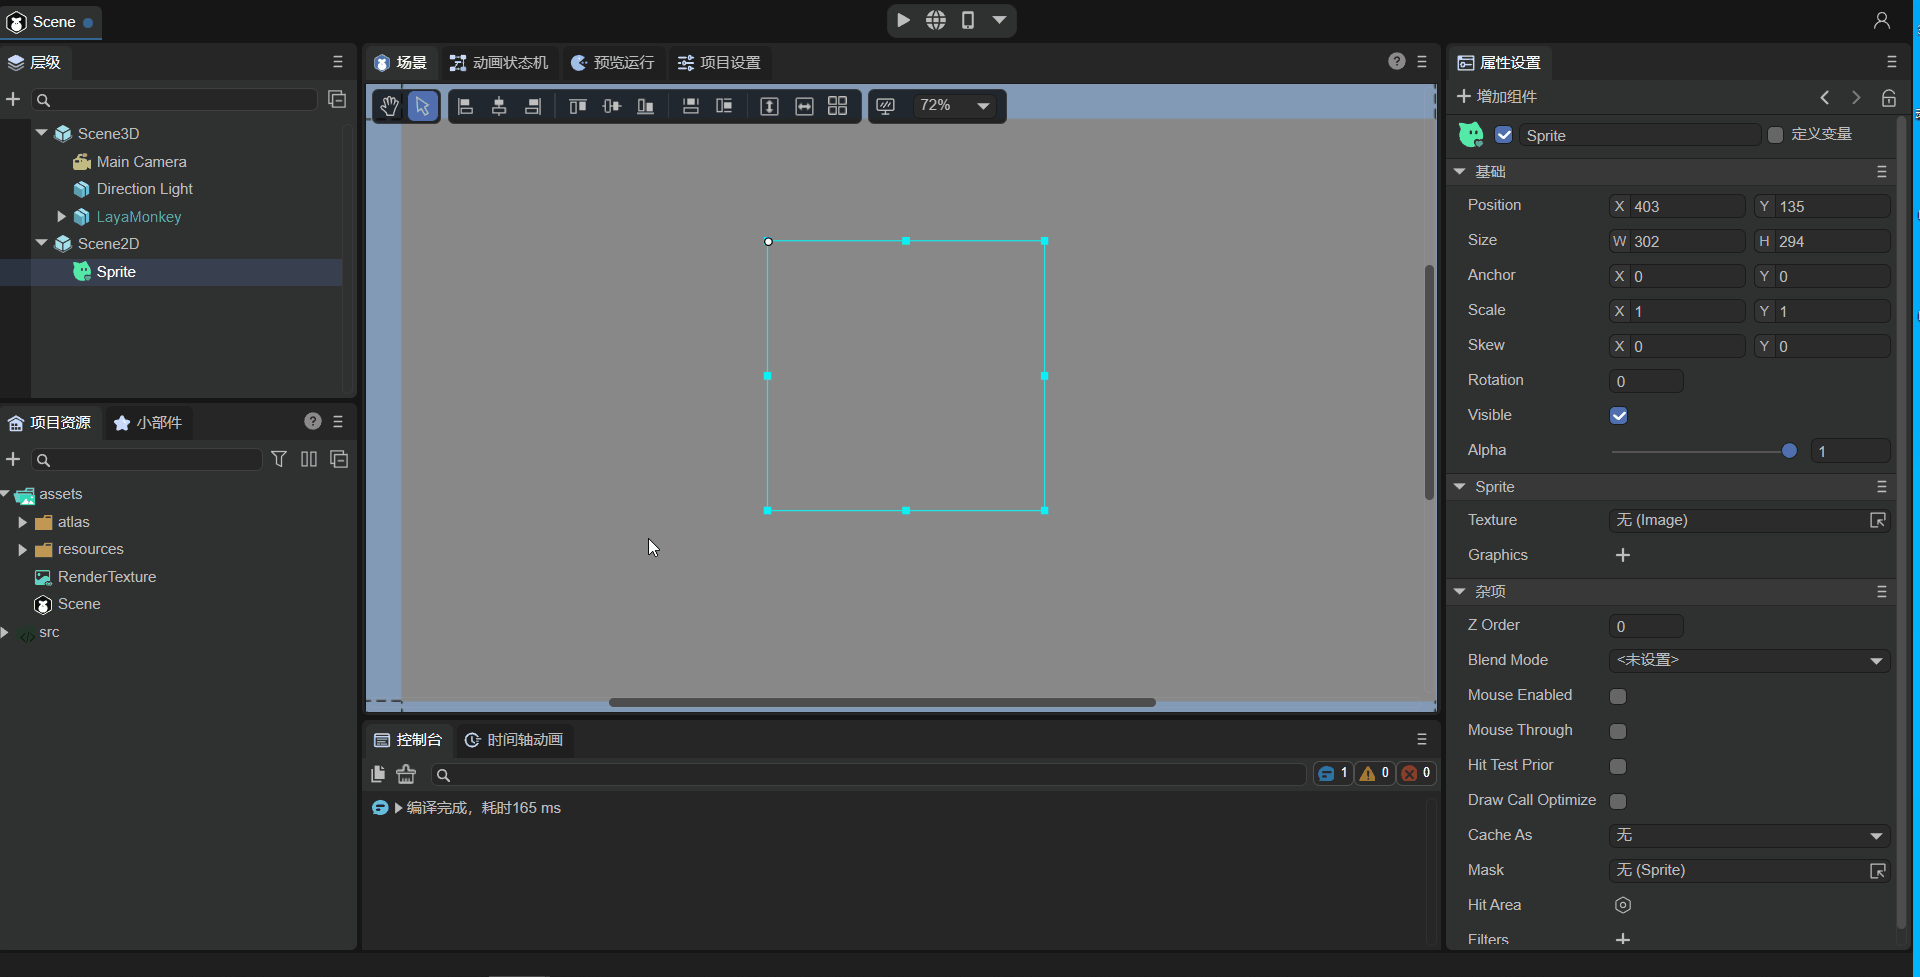 Scene
层级
Scene3D
Main Camera
Direction Light
LayaMonkey
Scene2D
Sprite
项目资源
小部件
assets
atlas
resources
RenderTexture
Scene
src
场景
动画状态机
预览运行
项目设置
72%
控制台
时间轴动画
1
0
0
编译完成，耗时165 ms
属性设置
增加组件
Sprite
定义变量
基础
Position X 403 Y 135
Size W 302 H 294
Anchor X 0 Y 0
Scale X 1 Y 1
Skew X 0 Y 0
Rotation 0
Visible
Alpha 1
Sprite
Texture 无 (Image)
Graphics
杂项
Z Order 0
Blend Mode <未设置>
Mouse Enabled
Mouse Through
Hit Test Prior
Draw Call Optimize
Cache As 无
Mask 无 (Sprite)
Hit Area
Filters